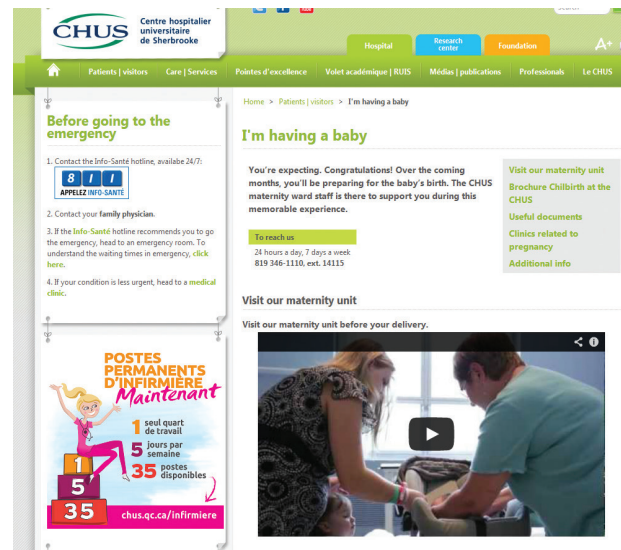 CHUS
Centre hospitalier
universitaire
de Sherbrooke
Hospital
Research
center
Foundation
A+
Patients | visitors
Care | Services
Pointes d'excellence
Volet académique | RUIS
Médias | publications
Professionals
Le CHUS
Before going to the
emergency
1. Contact the Info-Santé hotline, availabe 24/7:
8 1 1
APPELEZ INFO-SANTÉ
2. Contact your family physician.
3. If the Info-Santé hotline recommends you to go
the emergency, head to an emergency room. To
understand the waiting times in emergency, click
here.
4. If your condition is less urgent, head to a medical
clinic.
POSTES
PERMANENTS
D'INFIRMIÈRE
Maintenant
1 seul quart
de travail
5 jours par
semaine
35 postes
disponibles
1
5
35
chus.qc.ca/infirmiere
Home > Patients | visitors > I'm having a baby
I'm having a baby
You're expecting. Congratulations! Over the coming
months, you'll be preparing for the baby's birth. The CHUS
maternity ward staff is there to support you during this
memorable experience.
To reach us
24 hours a day, 7 days a week
819 346-1110, ext. 14115
Visit our maternity unit
Brochure Chilbirth at the
CHUS
Useful documents
Clinics related to
pregnancy
Additional info
Visit our maternity unit
Visit our maternity unit before your delivery.